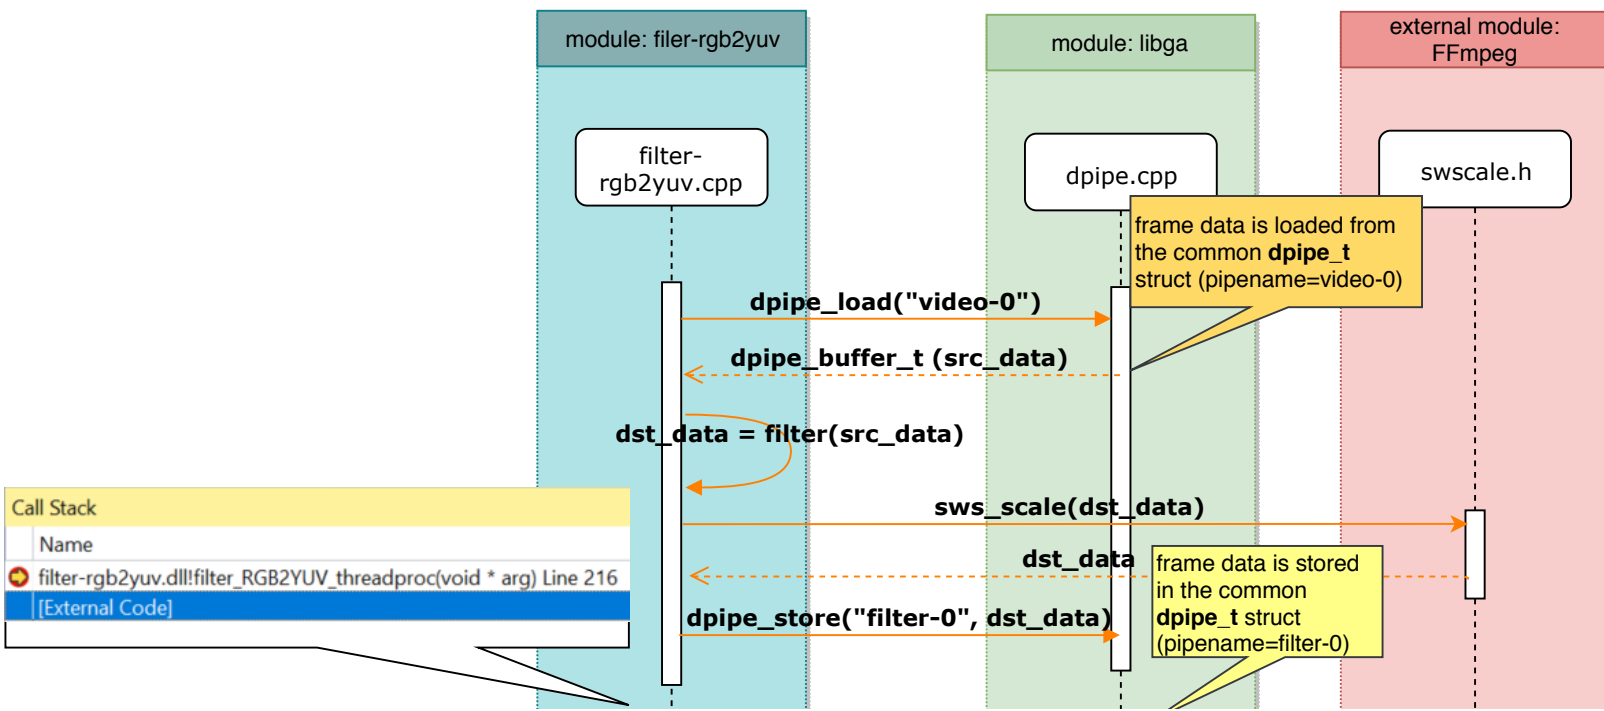 module: filer-rgb2yuv
module: libga
external module:
FFmpeg
filter-
rgb2yuv.cpp
dpipe.cpp
swscale.h
frame data is loaded from
the common dpipe_t
struct (pipename=video-0)
dpipe_load("video-0")
dpipe_buffer_t (src_data)
dst_data = filter(src_data)
sws_scale(dst_data)
dst_data
frame data is stored
in the common
dpipe_t struct
(pipename=filter-0)
dpipe_store("filter-0", dst_data)
Call Stack
Name
filter-rgb2yuv.dll!filter_RGB2YUV_threadproc(void * arg) Line 216
[External Code]